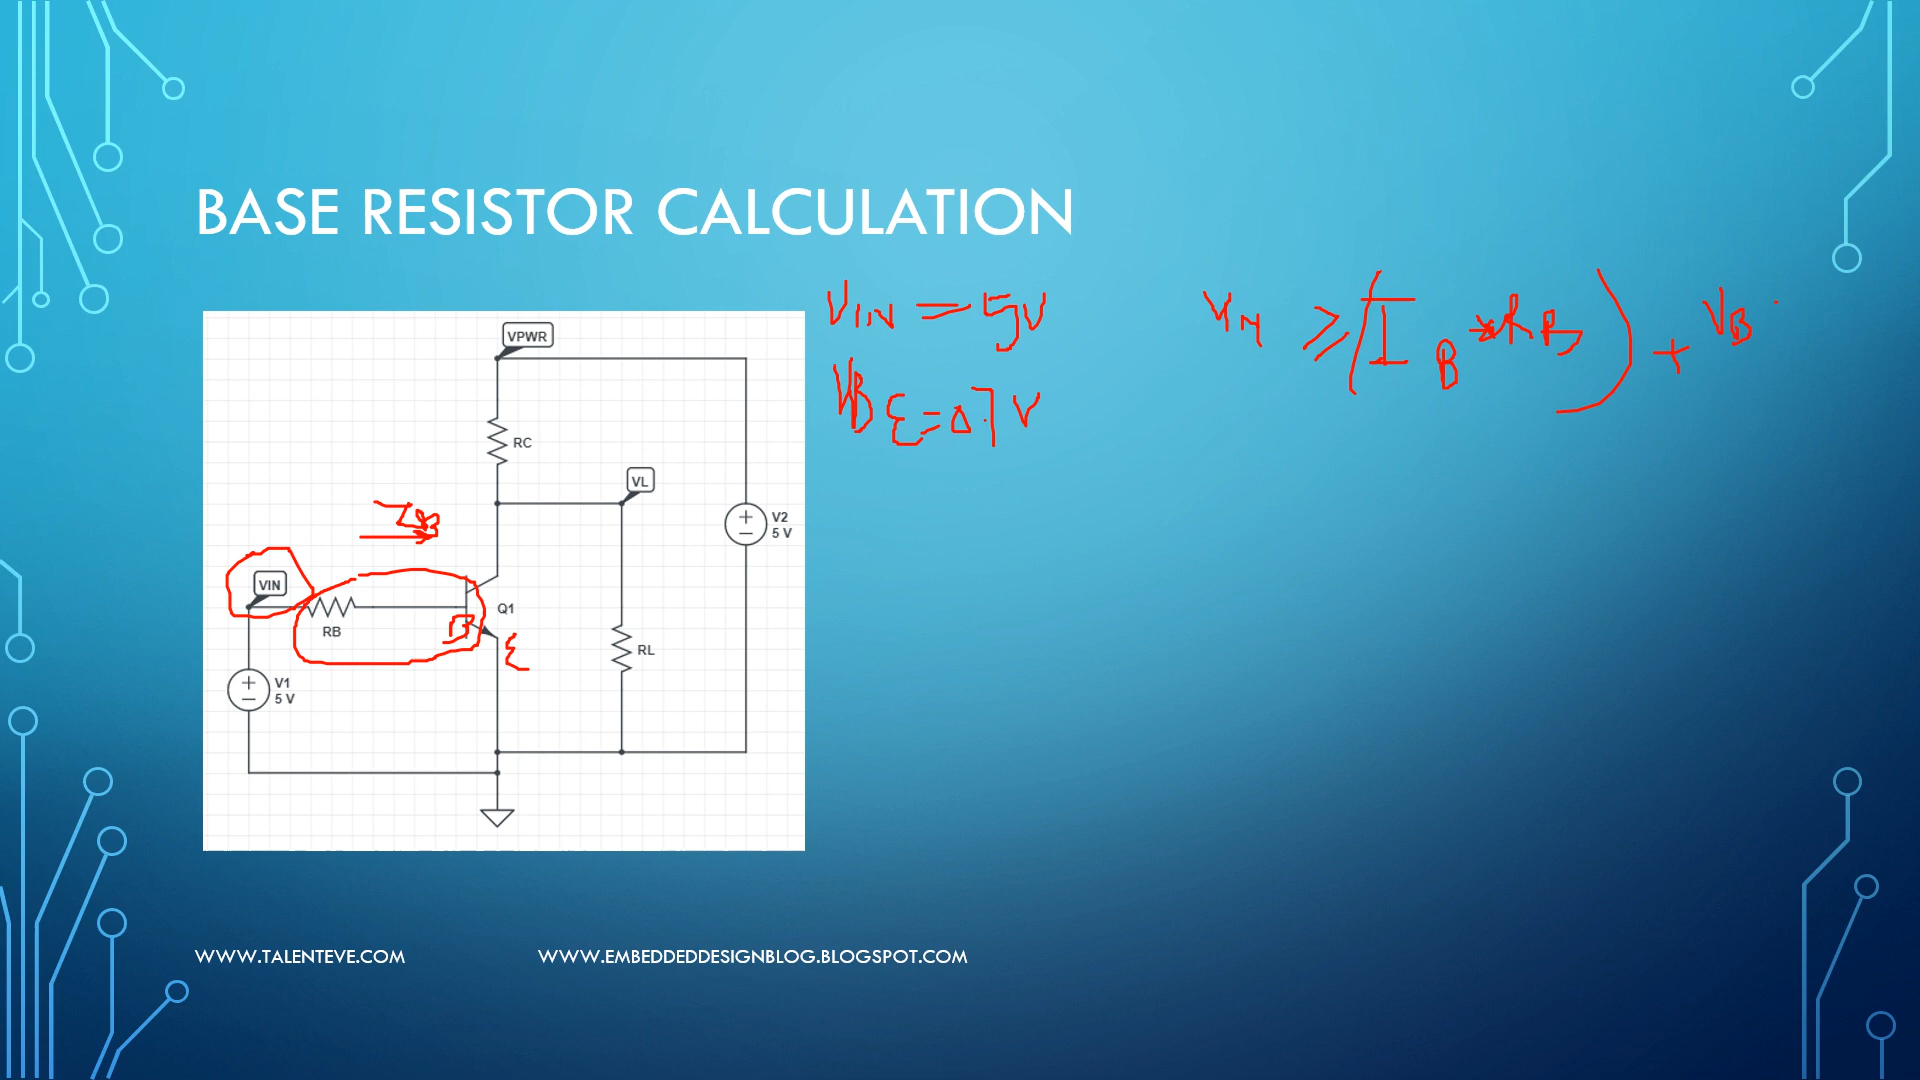 BASE RESISTOR CALCULATION
VIN = 5V
VBE = 0.7V
VIN ≥ (IB * RB) + VB
VPWR
RC
VL
V2
5 V
IB
VIN
RB
Q1
B
E
RL
V1
5 V
WWW.TALENTEVE.COM
WWW.EMBEDDEDDESIGNBLOG.BLOGSPOT.COM